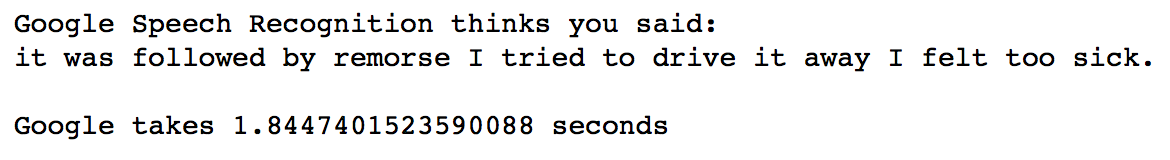 Google Speech Recognition thinks you said:
it was followed by remorse I tried to drive it away I felt too sick.
Google takes 1.8447401523590088 seconds